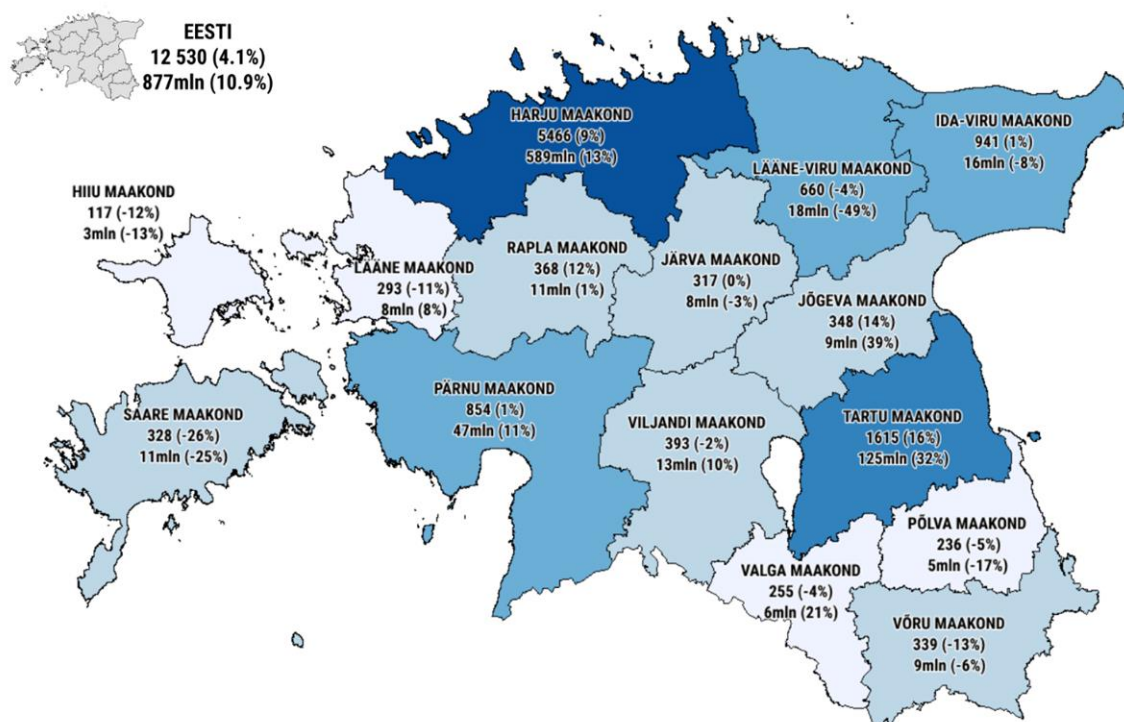 EESTI
12 530 (4.1%)
877mln (10.9%)
HARJU MAAKOND
5466 (9%)
589mln (13%)
IDA-VIRU MAAKOND
941 (1%)
16mln (-8%)
LÄÄNE-VIRU MAAKOND
660 (-4%)
18mln (-49%)
HIIU MAAKOND
117 (-12%)
3mln (-13%)
LÄÄNE MAAKOND
293 (-11%)
8mln (8%)
RAPLA MAAKOND
368 (12%)
11mln (1%)
JÄRVA MAAKOND
317 (0%)
8mln (-3%)
JÕGEVA MAAKOND
348 (14%)
9mln (39%)
SAARE MAAKOND
328 (-26%)
11mln (-25%)
PÄRNU MAAKOND
854 (1%)
47mln (11%)
VILJANDI MAAKOND
393 (-2%)
13mln (10%)
TARTU MAAKOND
1615 (16%)
125mln (32%)
PÕLVA MAAKOND
236 (-5%)
5mln (-17%)
VALGA MAAKOND
255 (-4%)
6mln (21%)
VÕRU MAAKOND
339 (-13%)
9mln (-6%)